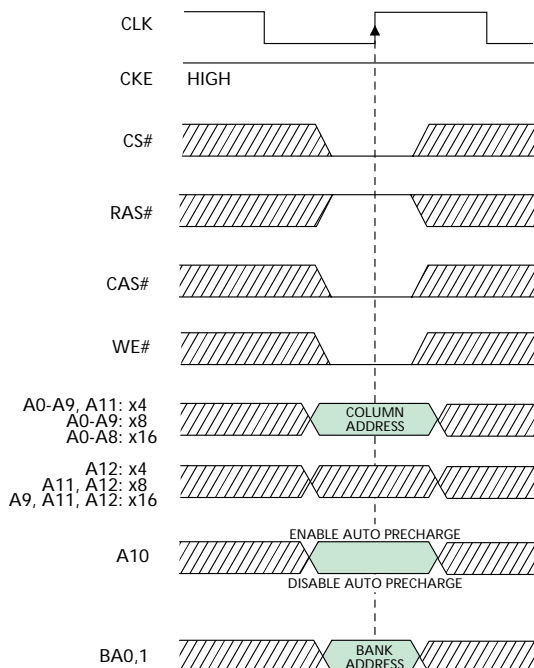 CLK
CKE HIGH
CS#
RAS#
CAS#
WE#
A0-A9, A11: x4
A0-A9: x8
A0-A8: x16
COLUMN
ADDRESS
A12: x4
A11, A12: x8
A9, A11, A12: x16
ENABLE AUTO PRECHARGE
A10
DISABLE AUTO PRECHARGE
BA0,1
BANK
ADDRESS